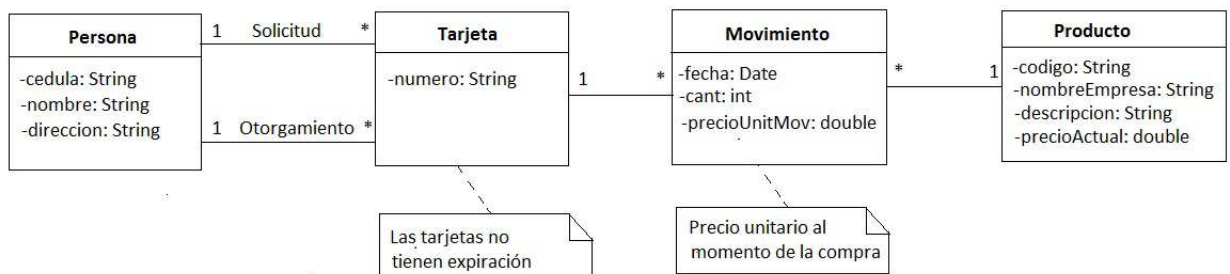 Persona
-cedula: String
-nombre: String
-direccion: String
1 Solicitud *
1 Otorgamiento *
Tarjeta
-numero: String
1 *
Movimiento
-fecha: Date
-cant: int
-precioUnitMov: double
* 1
Producto
-codigo: String
-nombreEmpresa: String
-descripcion: String
-precioActual: double
Las tarjetas no
tienen expiración
Precio unitario al
momento de la compra